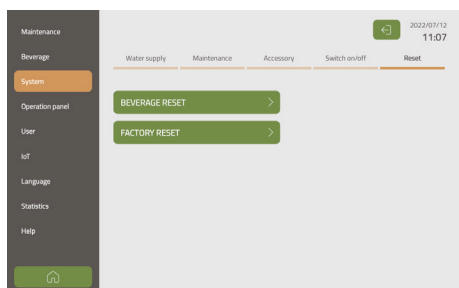 Maintenance
Beverage
System
Operation panel
User
IoT
Language
Statistics
Help
2022/07/12
11:07
Water supply
Maintenance
Accessory
Switch on/off
Reset
BEVERAGE RESET
FACTORY RESET